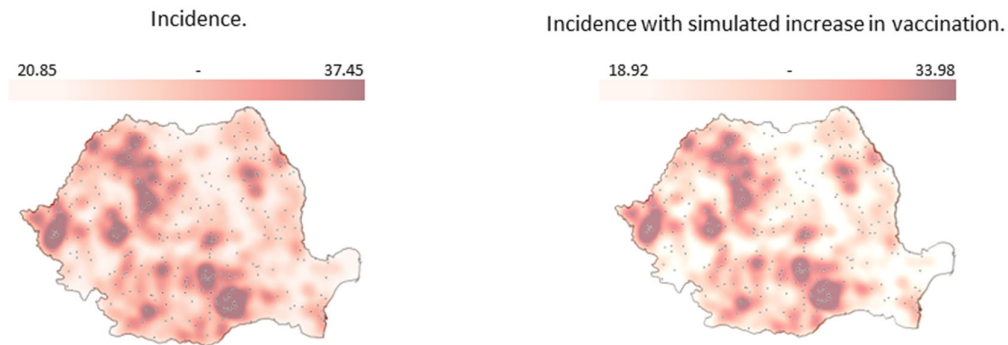 Incidence.
20.85 - 37.45
Incidence with simulated increase in vaccination.
18.92 - 33.98